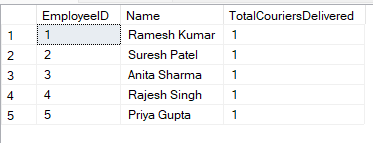 EmployeeID Name TotalCouriersDelivered
1 1 Ramesh Kumar 1
2 2 Suresh Patel 1
3 3 Anita Sharma 1
4 4 Rajesh Singh 1
5 5 Priya Gupta 1